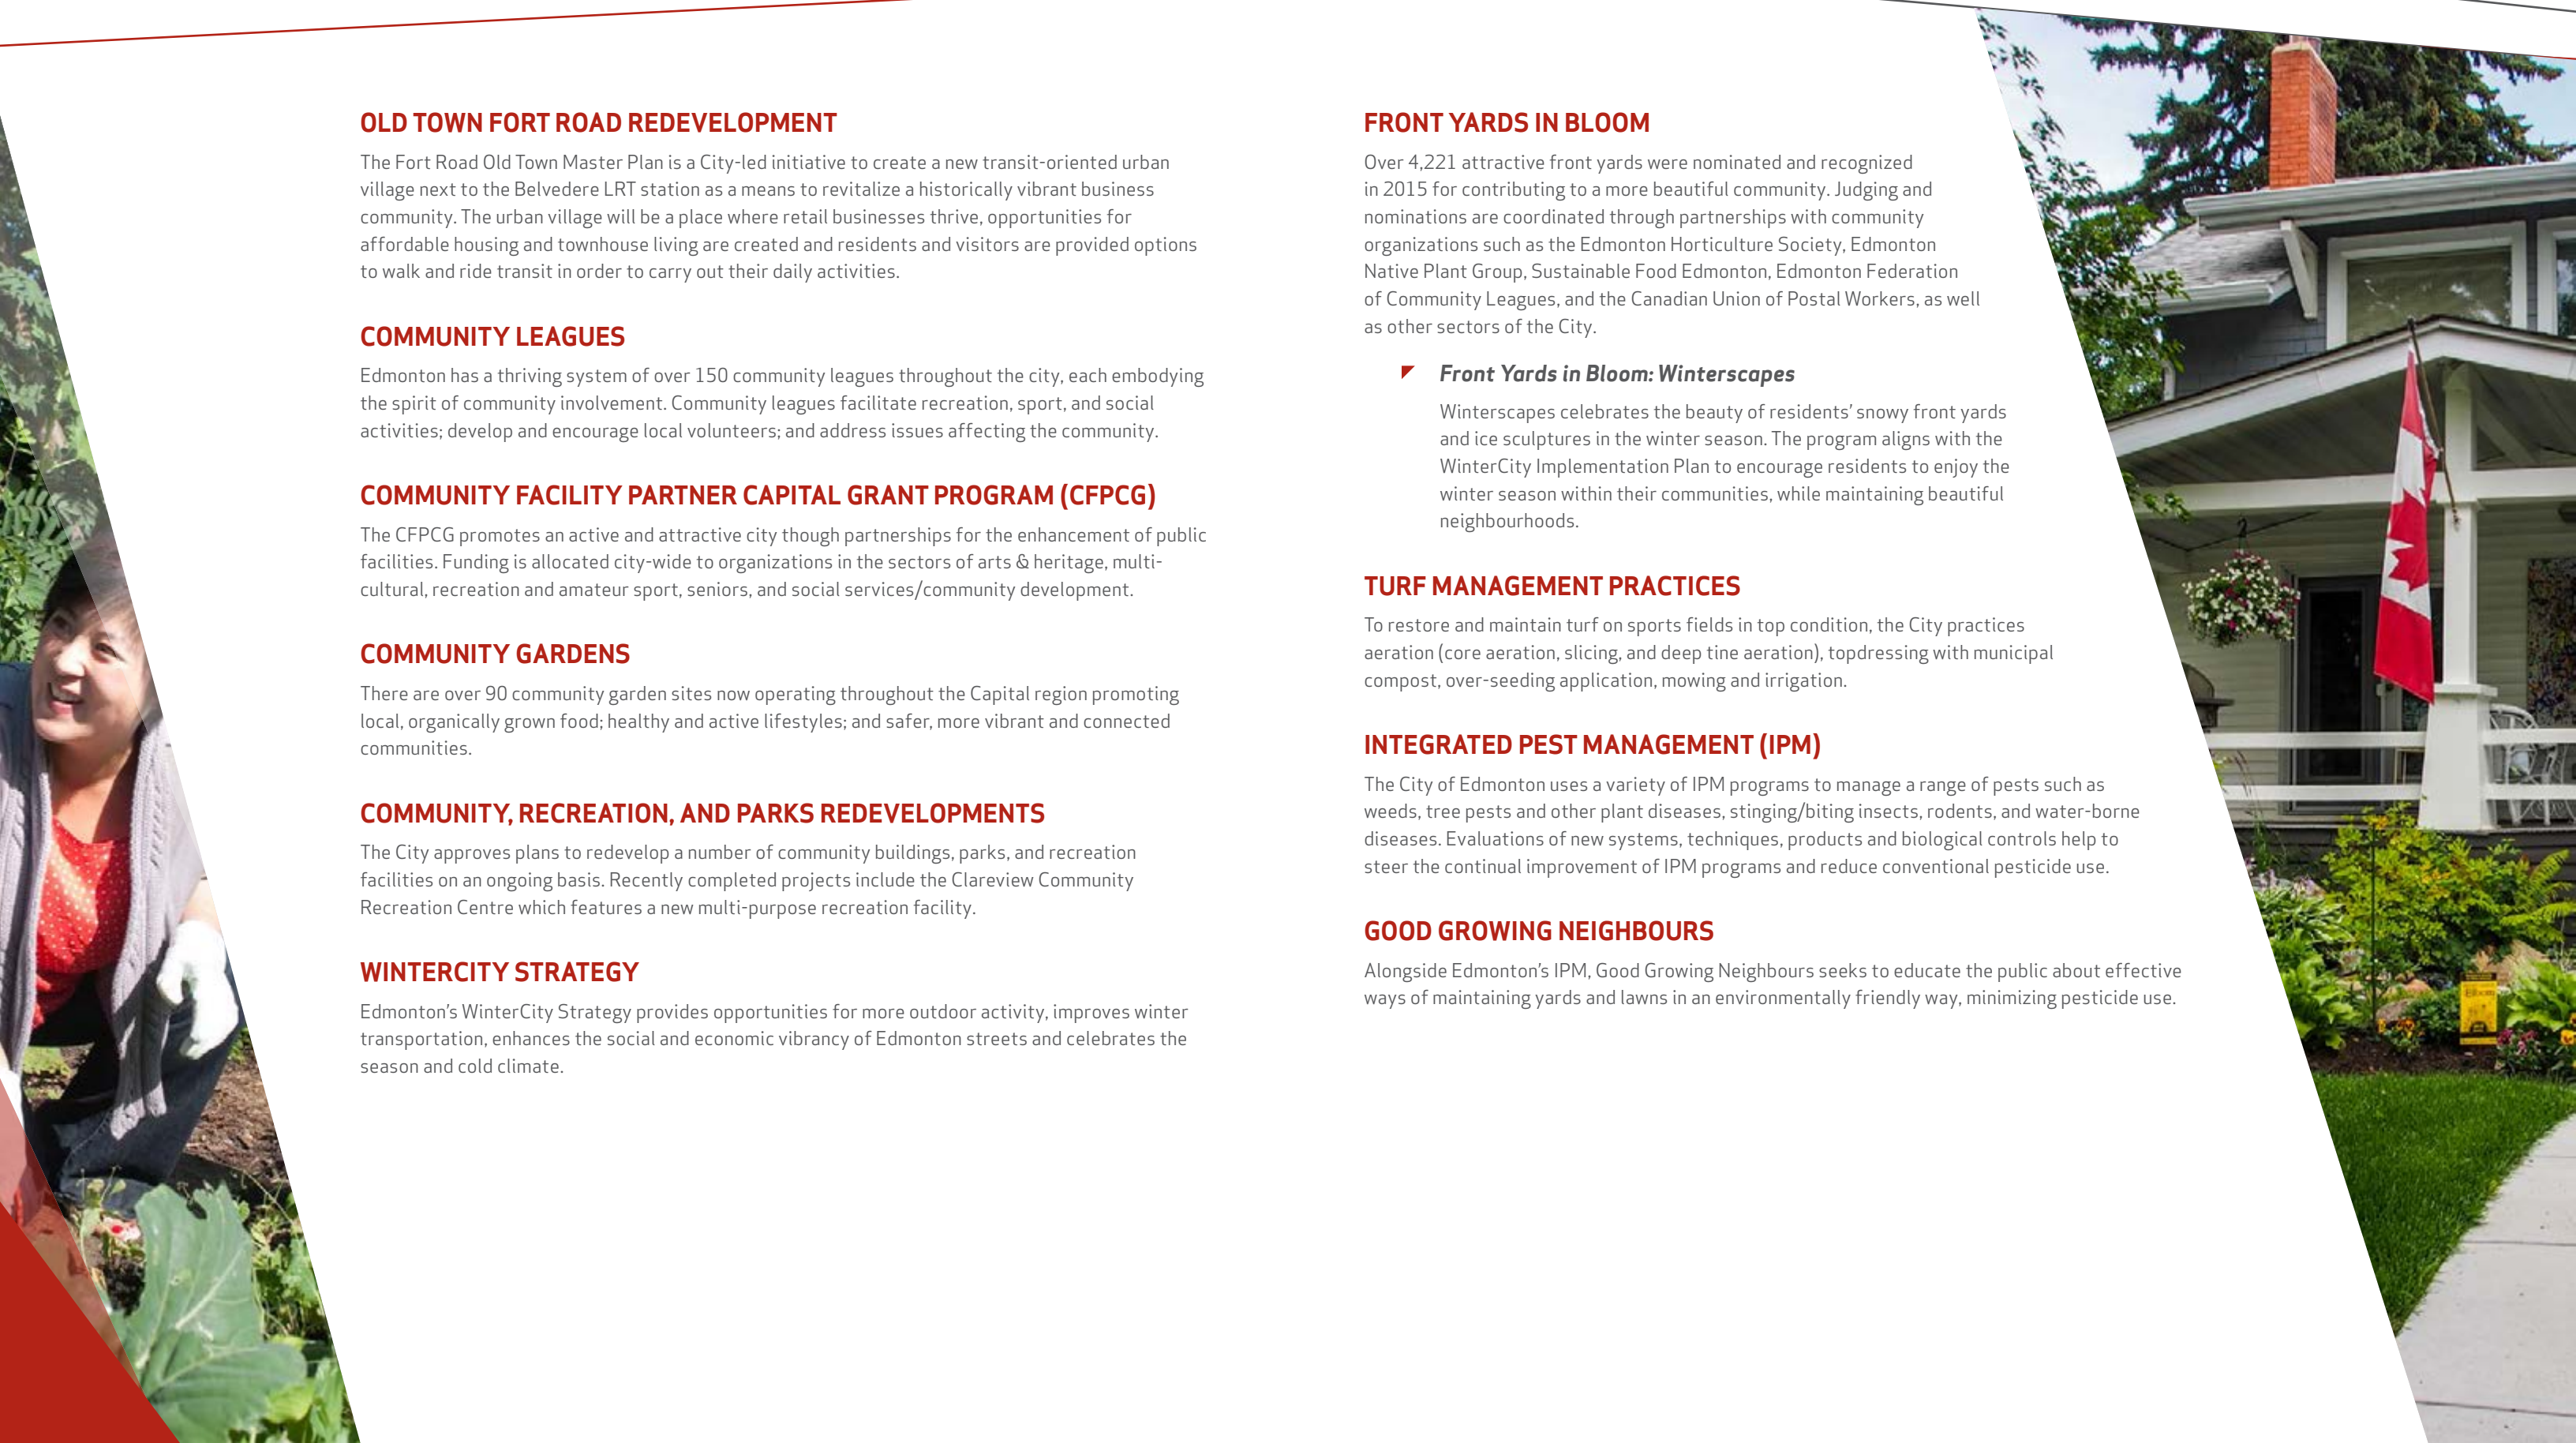 OLD TOWN FORT ROAD REDEVELOPMENT
The Fort Road Old Town Master Plan is a City-led initiative to create a new transit-oriented urban
village next to the Belvedere LRT station as a means to revitalize a historically vibrant business
community. The urban village will be a place where retail businesses thrive, opportunities for
affordable housing and townhouse living are created and residents and visitors are provided options
to walk and ride transit in order to carry out their daily activities.
COMMUNITY LEAGUES
Edmonton has a thriving system of over 150 community leagues throughout the city, each embodying
the spirit of community involvement. Community leagues facilitate recreation, sport, and social
activities; develop and encourage local volunteers; and address issues affecting the community.
COMMUNITY FACILITY PARTNER CAPITAL GRANT PROGRAM (CFPCG)
The CFPCG promotes an active and attractive city though partnerships for the enhancement of public
facilities. Funding is allocated city-wide to organizations in the sectors of arts & heritage, multi-
cultural, recreation and amateur sport, seniors, and social services/community development.
COMMUNITY GARDENS
There are over 90 community garden sites now operating throughout the Capital region promoting
local, organically grown food; healthy and active lifestyles; and safer, more vibrant and connected
communities.
COMMUNITY, RECREATION, AND PARKS REDEVELOPMENTS
The City approves plans to redevelop a number of community buildings, parks, and recreation
facilities on an ongoing basis. Recently completed projects include the Clareview Community
Recreation Centre which features a new multi-purpose recreation facility.
WINTERCITY STRATEGY
Edmonton's WinterCity Strategy provides opportunities for more outdoor activity, improves winter
transportation, enhances the social and economic vibrancy of Edmonton streets and celebrates the
season and cold climate.
FRONT YARDS IN BLOOM
Over 4,221 attractive front yards were nominated and recognized
in 2015 for contributing to a more beautiful community. Judging and
nominations are coordinated through partnerships with community
organizations such as the Edmonton Horticulture Society, Edmonton
Native Plant Group, Sustainable Food Edmonton, Edmonton Federation
of Community Leagues, and the Canadian Union of Postal Workers, as well
as other sectors of the City.
Front Yards in Bloom: Winterscapes
Winterscapes celebrates the beauty of residents' snowy front yards
and ice sculptures in the winter season. The program aligns with the
WinterCity Implementation Plan to encourage residents to enjoy the
winter season within their communities, while maintaining beautiful
neighbourhoods.
TURF MANAGEMENT PRACTICES
To restore and maintain turf on sports fields in top condition, the City practices
aeration (core aeration, slicing, and deep tine aeration), topdressing with municipal
compost, over-seeding application, mowing and irrigation.
INTEGRATED PEST MANAGEMENT (IPM)
The City of Edmonton uses a variety of IPM programs to manage a range of pests such as
weeds, tree pests and other plant diseases, stinging/biting insects, rodents, and water-borne
diseases. Evaluations of new systems, techniques, products and biological controls help to
steer the continual improvement of IPM programs and reduce conventional pesticide use.
GOOD GROWING NEIGHBOURS
Alongside Edmonton's IPM, Good Growing Neighbours seeks to educate the public about effective
ways of maintaining yards and lawns in an environmentally friendly way, minimizing pesticide use.